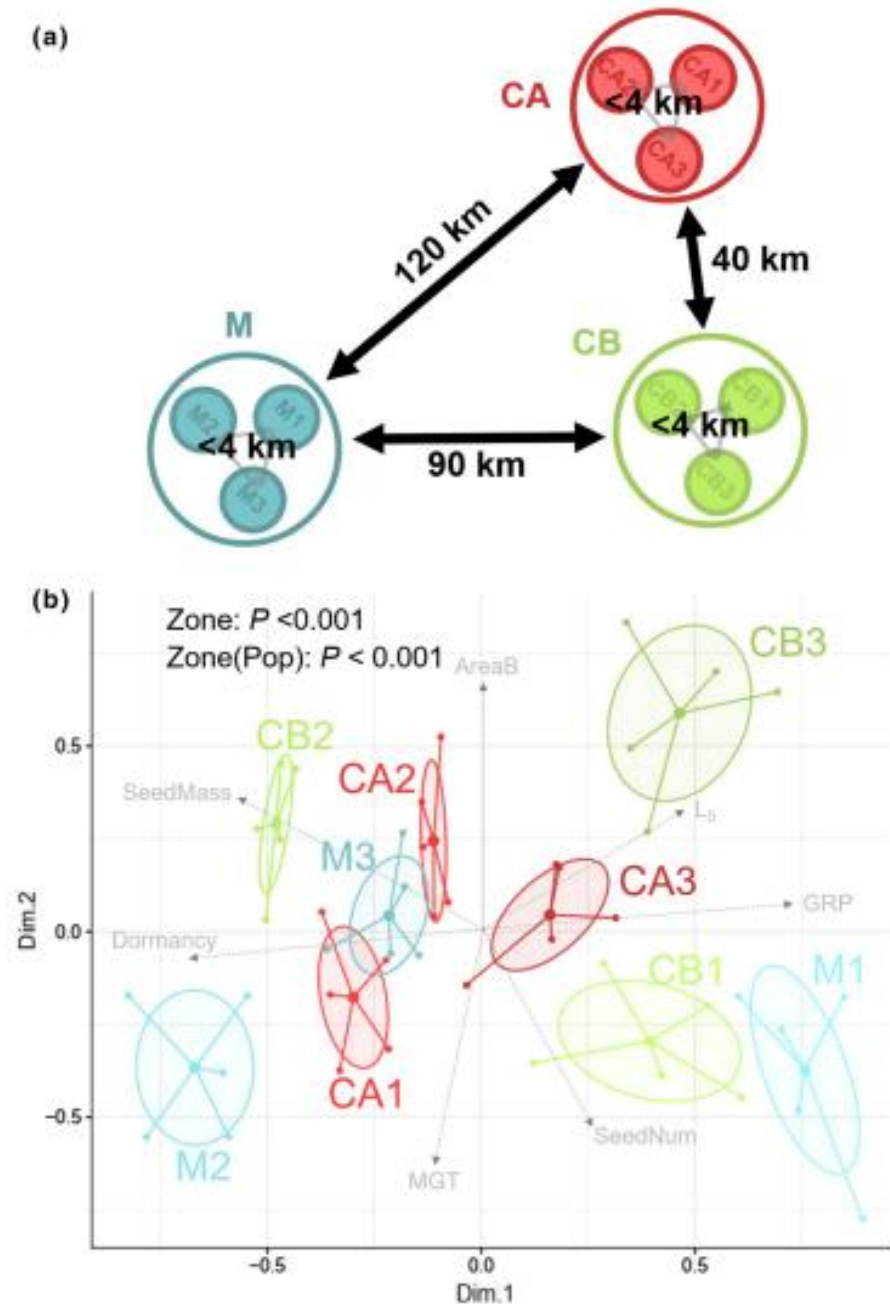 (a)
CA
CA2
CA1
<4 km
CA3
120 km
40 km
M
CB
M2
M1
<4 km
M3
CB1
<4 km
CB3
90 km
(b)
Zone: P <0.001
Zone(Pop): P < 0.001
AreaB
CB3
CB2
CA2
SeedMass
M3
CA3
GRP
Dormancy
CB1
M1
CA1
M2
SeedNum
MGT
0.5
0.0
−0.5
Dim.2
−0.5
0.0
0.5
Dim.1